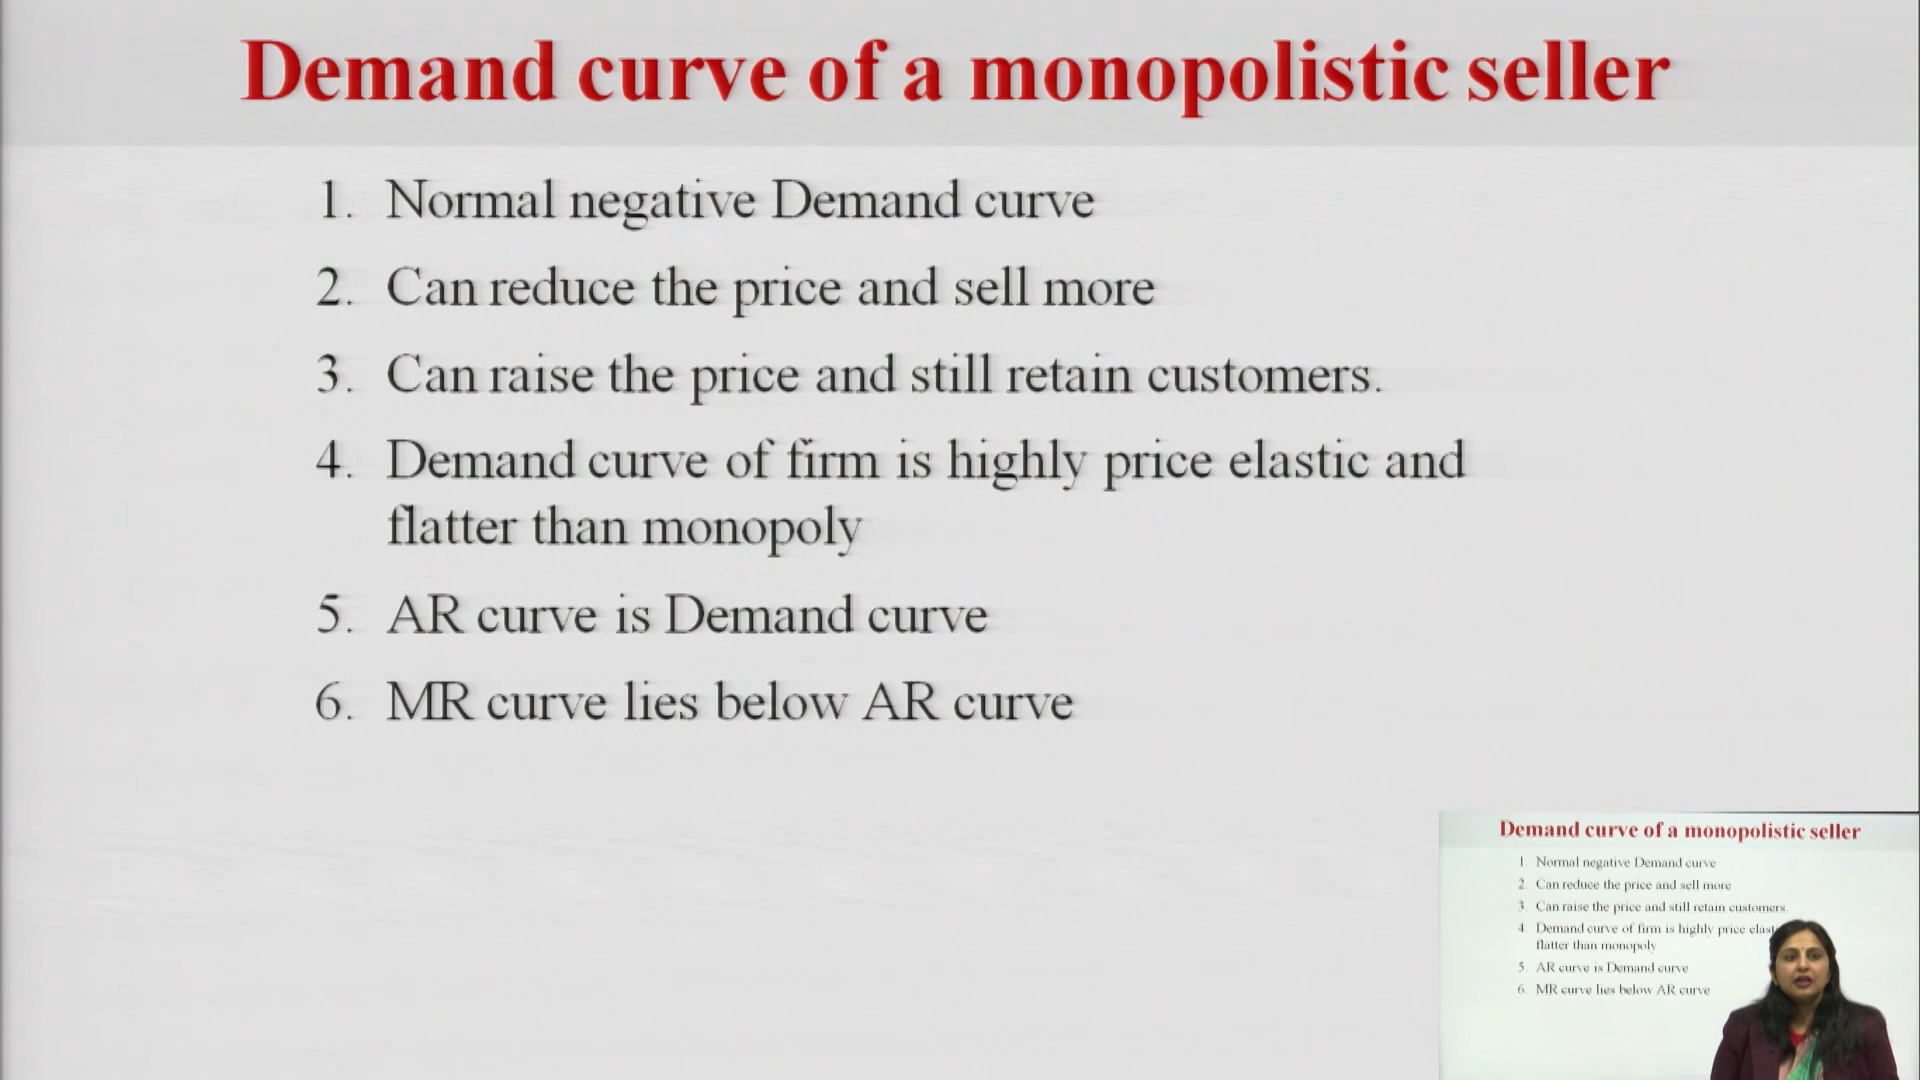 Demand curve of a monopolistic seller
1. Normal negative Demand curve
2. Can reduce the price and sell more
3. Can raise the price and still retain customers.
4. Demand curve of firm is highly price elastic and
flatter than monopoly
5. AR curve is Demand curve
6. MR curve lies below AR curve
Demand curve of a monopolistic seller
1. Normal negative Demand curve
2. Can reduce the price and sell more
3. Can raise the price and still retain customers.
4. Demand curve of firm is highly price
flatter than monopoly
5. AR curve is Demand curve
6. MR curve lies below AR curve